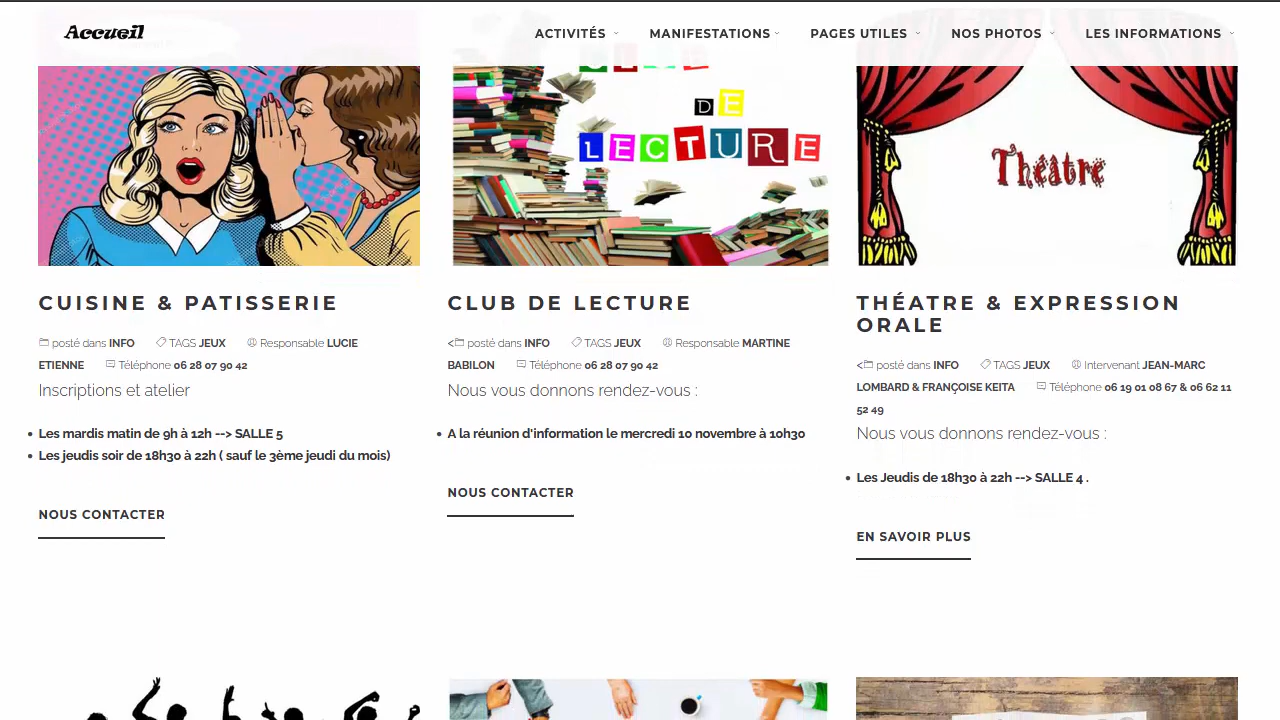 Accueil
ACTIVITÉS
MANIFESTATIONS
PAGES UTILES
NOS PHOTOS
LES INFORMATIONS
DE
LECTURE
Théâtre
CUISINE & PATISSERIE
posté dans INFO TAGS JEUX Responsable LUCIE
ETIENNE Téléphone 06 28 07 90 42
Inscriptions et atelier
• Les mardis matin de 9h à 12h --> SALLE 5
• Les jeudis soir de 18h30 à 22h ( sauf le 3ème jeudi du mois)
NOUS CONTACTER
CLUB DE LECTURE
< posté dans INFO TAGS JEUX Responsable MARTINE
BABILON Téléphone 06 28 07 90 42
Nous vous donnons rendez-vous :
• A la réunion d'information le mercredi 10 novembre à 10h30
NOUS CONTACTER
THÉATRE & EXPRESSION
ORALE
< posté dans INFO TAGS JEUX Intervenant JEAN-MARC
LOMBARD & FRANÇOISE KEITA Téléphone 06 19 01 08 67 & 06 62 11
52 49
Nous vous donnons rendez-vous :
• Les Jeudis de 18h30 à 22h --> SALLE 4 .
EN SAVOIR PLUS